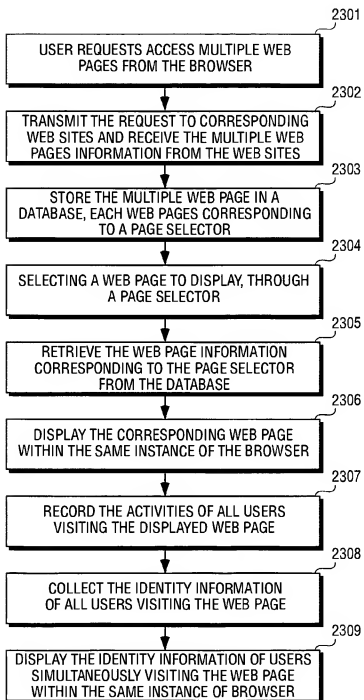 2301
USER REQUESTS ACCESS MULTIPLE WEB
PAGES FROM THE BROWSER
2302
TRANSMIT THE REQUEST TO CORRESPONDING
WEB SITES AND RECEIVE THE MULTIPLE WEB
PAGES INFORMATION FROM THE WEB SITES
2303
STORE THE MULTIPLE WEB PAGE IN A
DATABASE, EACH WEB PAGES CORRESPONDING
TO A PAGE SELECTOR
2304
SELECTING A WEB PAGE TO DISPLAY, THROUGH
A PAGE SELECTOR
2305
RETRIEVE THE WEB PAGE INFORMATION
CORRESPONDING TO THE PAGE SELECTOR
FROM THE DATABASE
2306
DISPLAY THE CORRESPONDING WEB PAGE
WITHIN THE SAME INSTANCE OF THE BROWSER
2307
RECORD THE ACTIVITIES OF ALL USERS
VISITING THE DISPLAYED WEB PAGE
2308
COLLECT THE IDENTITY INFORMATION
OF ALL USERS VISITING THE WEB PAGE
2309
DISPLAY THE IDENTITY INFORMATION OF USERS
SIMULTANEOUSLY VISITING THE WEB PAGE
WITHIN THE SAME INSTANCE OF BROWSER